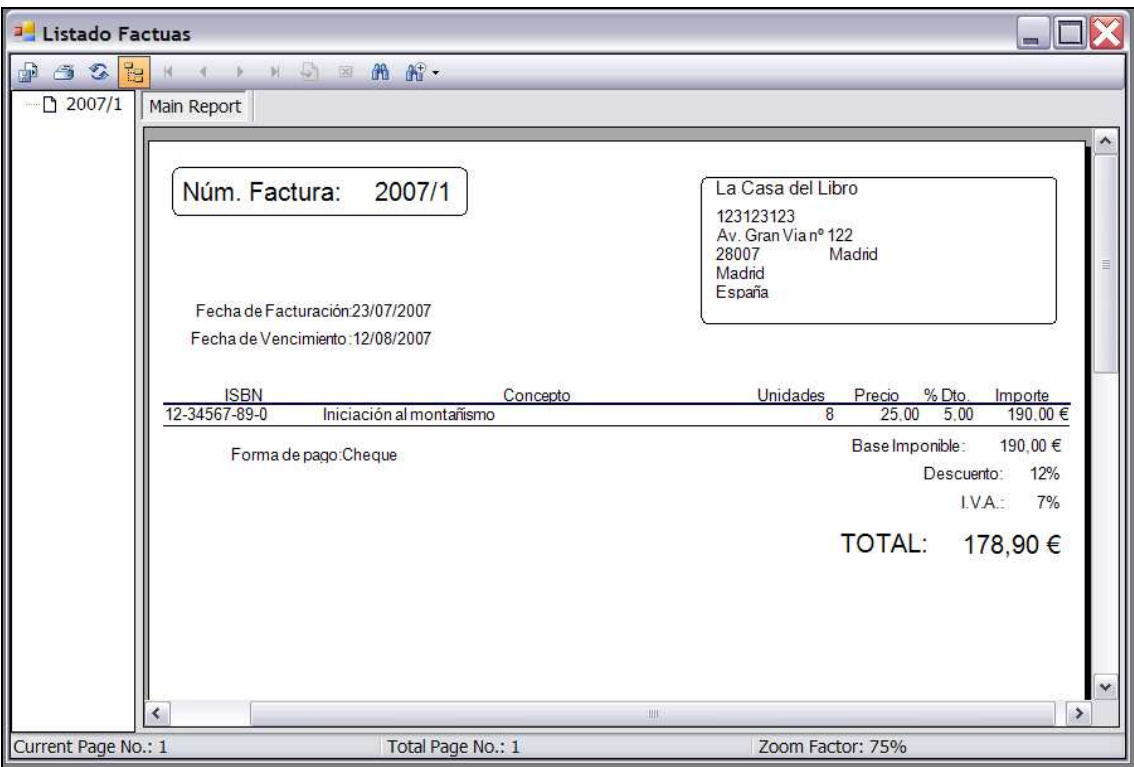 Listado Factuas
2007/1
Main Report
Núm. Factura: 2007/1
La Casa del Libro
123123123
Av. Gran Via nº 122
28007 Madrid
Madrid
España
Fecha de Facturación:23/07/2007
Fecha de Vencimiento:12/08/2007
ISBN Concepto Unidades Precio % Dto. Importe
12-34567-89-0 Iniciación al montañismo 8 25,00 5,00 190,00 €
Forma de pago:Cheque
Base Imponible: 190,00 €
Descuento: 12%
I.V.A.: 7%
TOTAL: 178,90 €
Current Page No.: 1 Total Page No.: 1 Zoom Factor: 75%